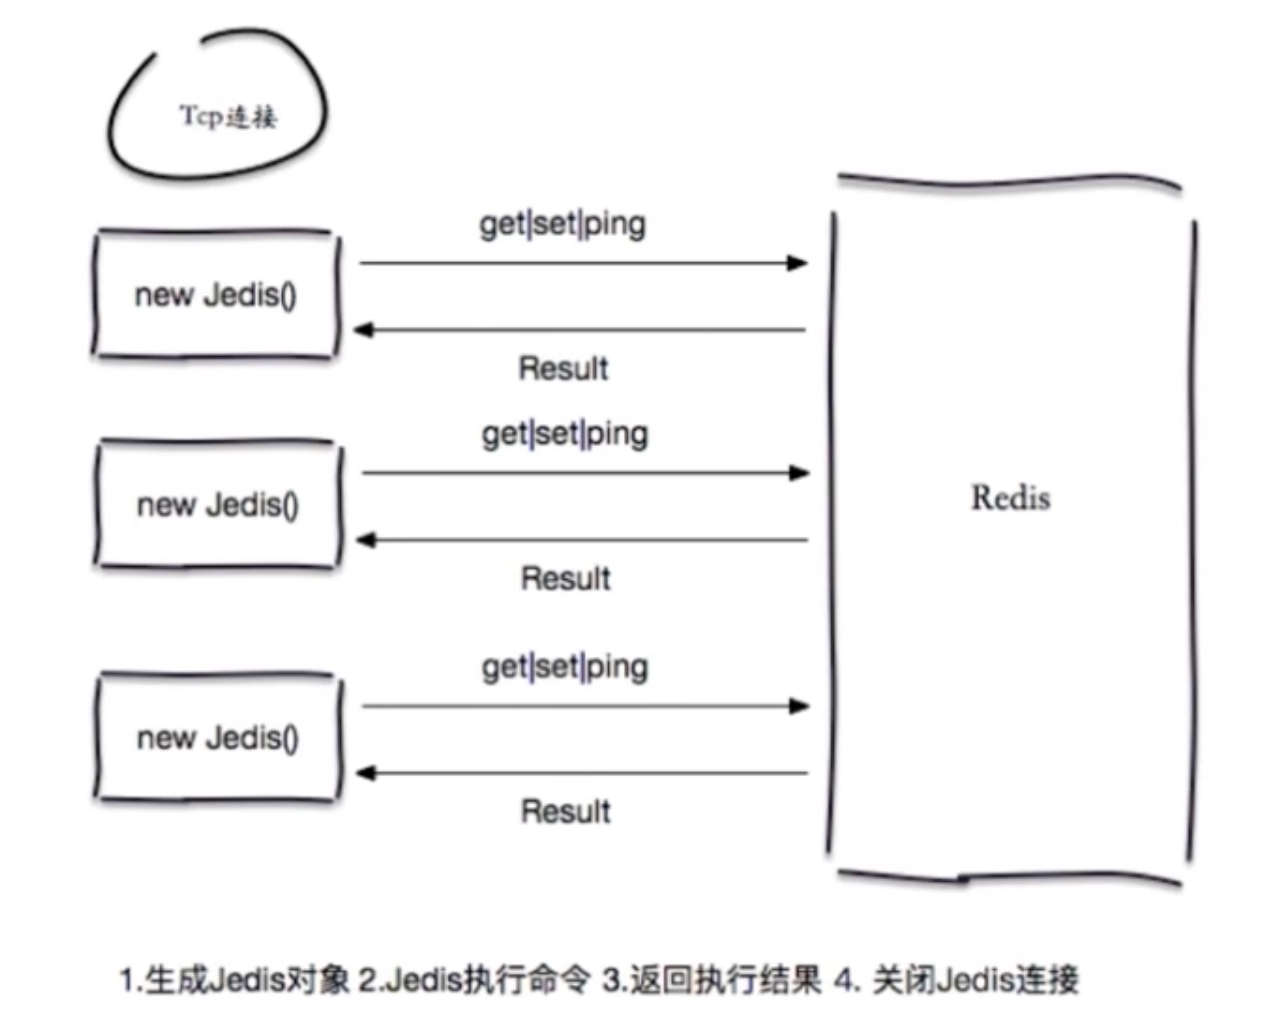 Tcp连接
get|set|ping
new Jedis()
Result
get|set|ping
new Jedis()
Redis
Result
get|set|ping
new Jedis()
Result
1.生成Jedis对象 2.Jedis执行命令 3.返回执行结果 4. 关闭Jedis连接